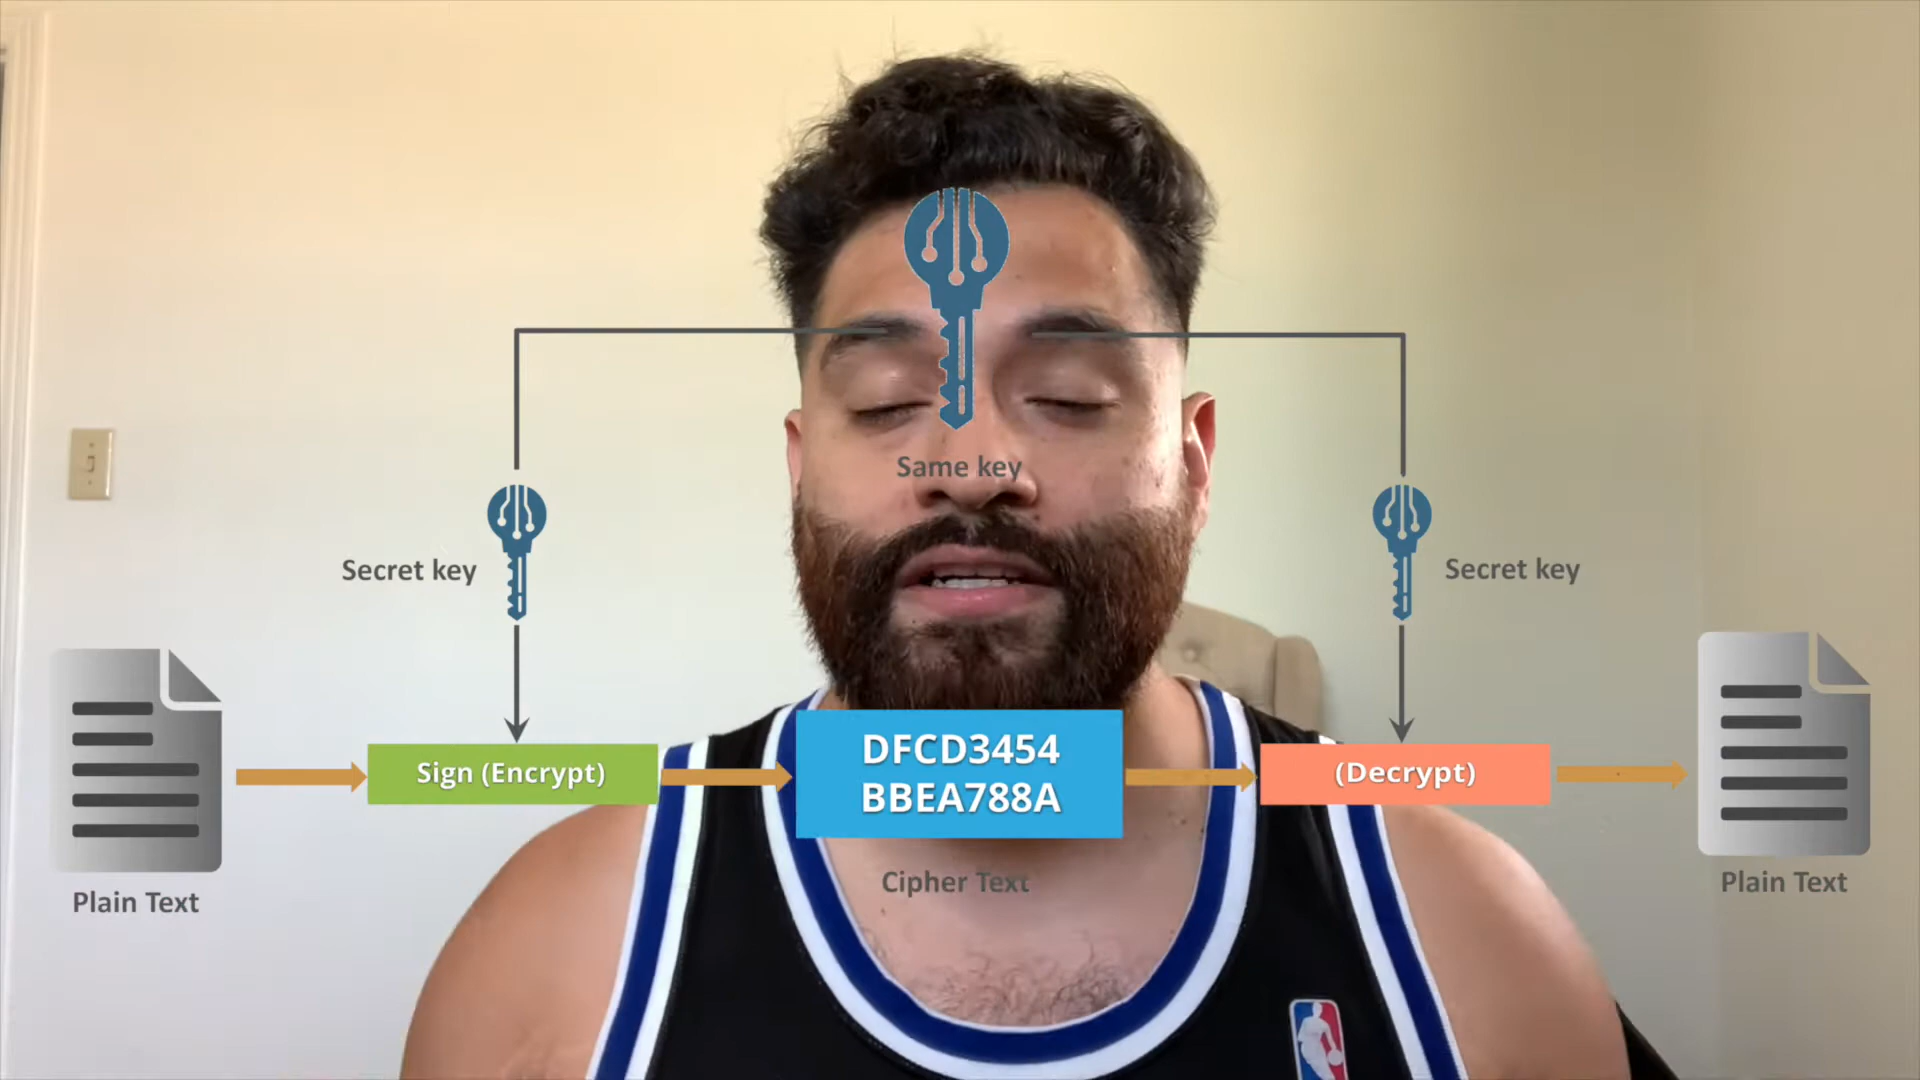 Same key
Secret key
Secret key
Sign (Encrypt)
DFCD3454
BBEA788A
(Decrypt)
Plain Text
Cipher Text
Plain Text